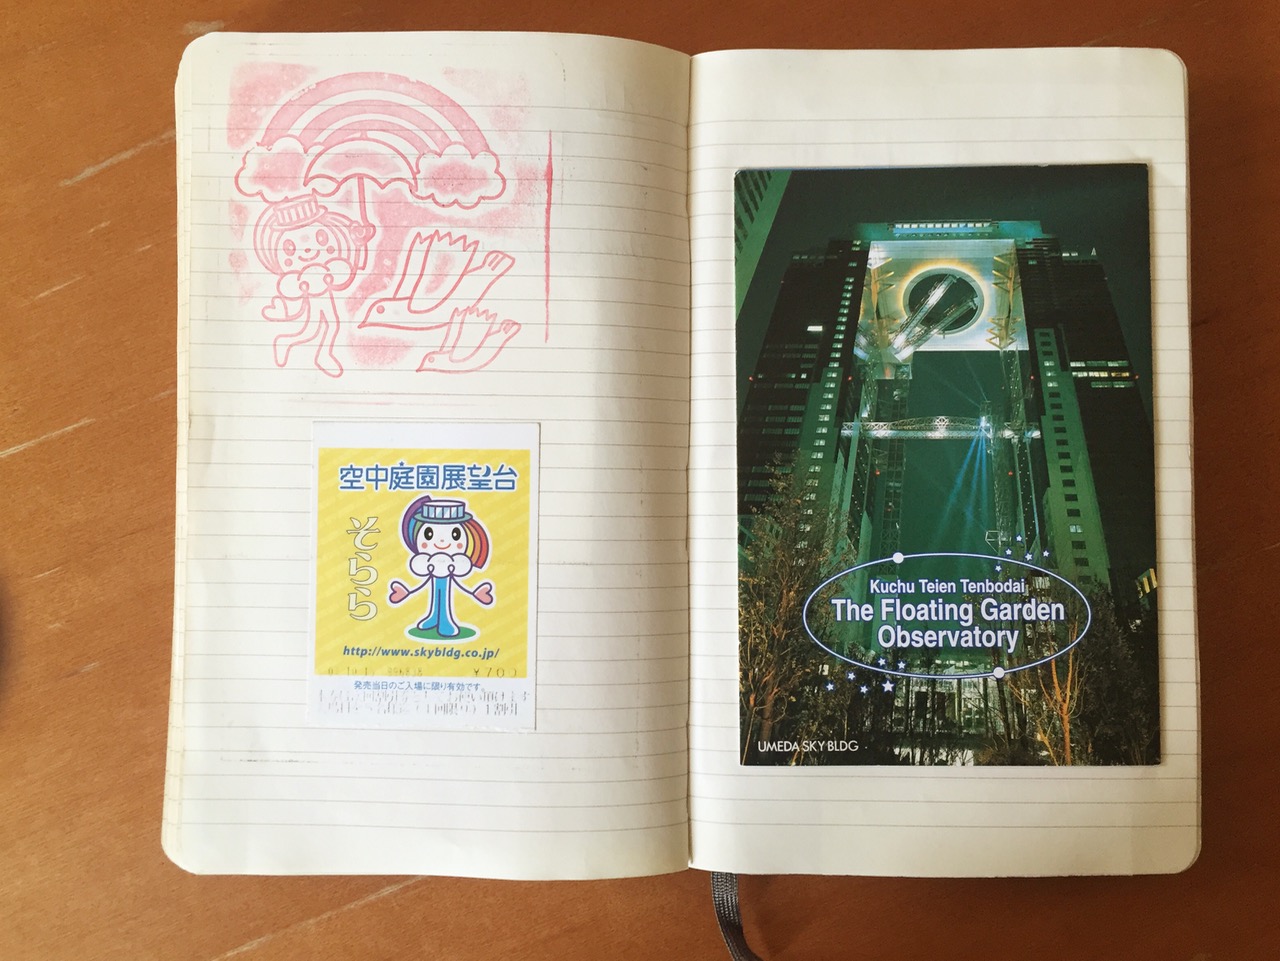 空中庭園展望台
そらら
http://www.skybldg.co.jp/
¥700
発売当日のご入場に限り有効です。
Kuchu Teien Tenbodai
The Floating Garden
Observatory
UMEDA SKY BLDG